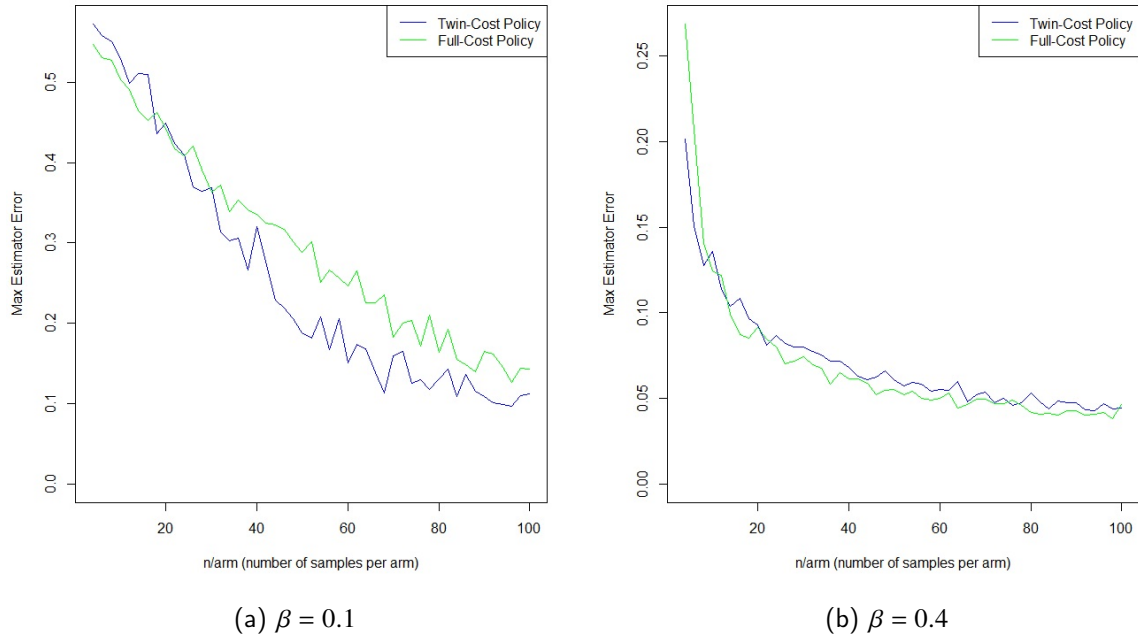 Twin-Cost Policy
Full-Cost Policy
Max Estimator Error
0.5
0.4
0.3
0.2
0.1
0.0
20 40 60 80 100
n/arm (number of samples per arm)
(a) β = 0.1
Twin-Cost Policy
Full-Cost Policy
Max Estimator Error
0.25
0.20
0.15
0.10
0.05
0.00
20 40 60 80 100
n/arm (number of samples per arm)
(b) β = 0.4